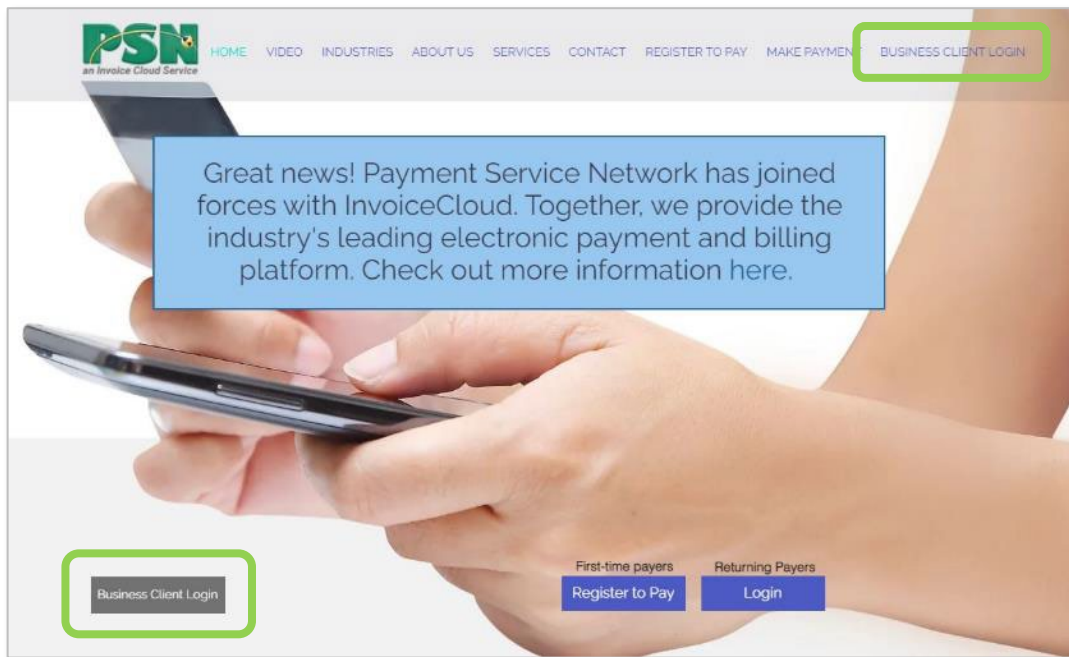 PSN
an Invoice Cloud Service
HOME VIDEO INDUSTRIES ABOUT US SERVICES CONTACT REGISTER TO PAY MAKE PAYMENT BUSINESS CLIENT LOGIN
Great news! Payment Service Network has joined
forces with InvoiceCloud. Together, we provide the
industry's leading electronic payment and billing
platform. Check out more information here.
Business Client Login
First-time payers Returning Payers
Register to Pay Login